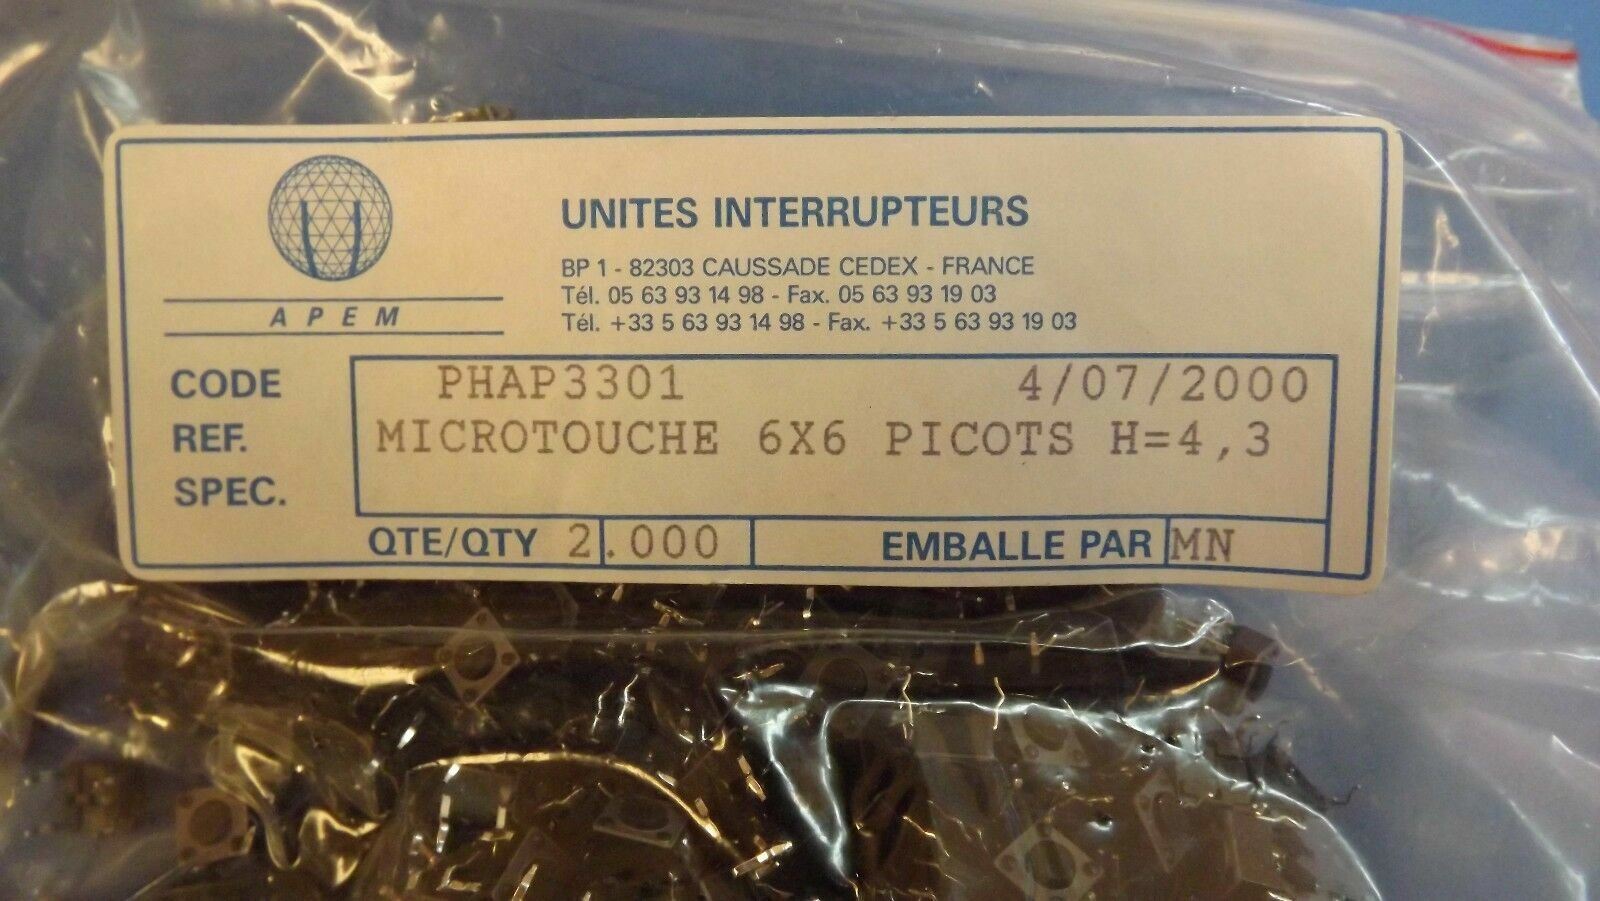 UNITES INTERRUPTEURS
BP 1 - 82303 CAUSSADE CEDEX - FRANCE
Tél. 05 63 93 14 98 - Fax. 05 63 93 19 03
Tél. +33 5 63 93 14 98 - Fax. +33 5 63 93 19 03
APEM
CODE PHAP3301 4/07/2000
REF. MICROTOUCHE 6X6 PICOTS H=4,3
SPEC.
QTE/QTY 2.000 EMBALLE PAR MN